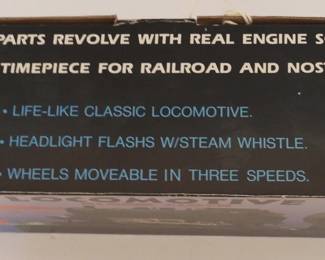 PARTS REVOLVE WITH REAL ENGINE
TIMEPIECE FOR RAILROAD AND
• LIFE-LIKE CLASSIC LOCOMOTIVE.
• HEADLIGHT FLASHS W/STEAM WHISTLE.
• WHEELS MOVEABLE IN THREE SPEEDS.
LOCOMOTIVE